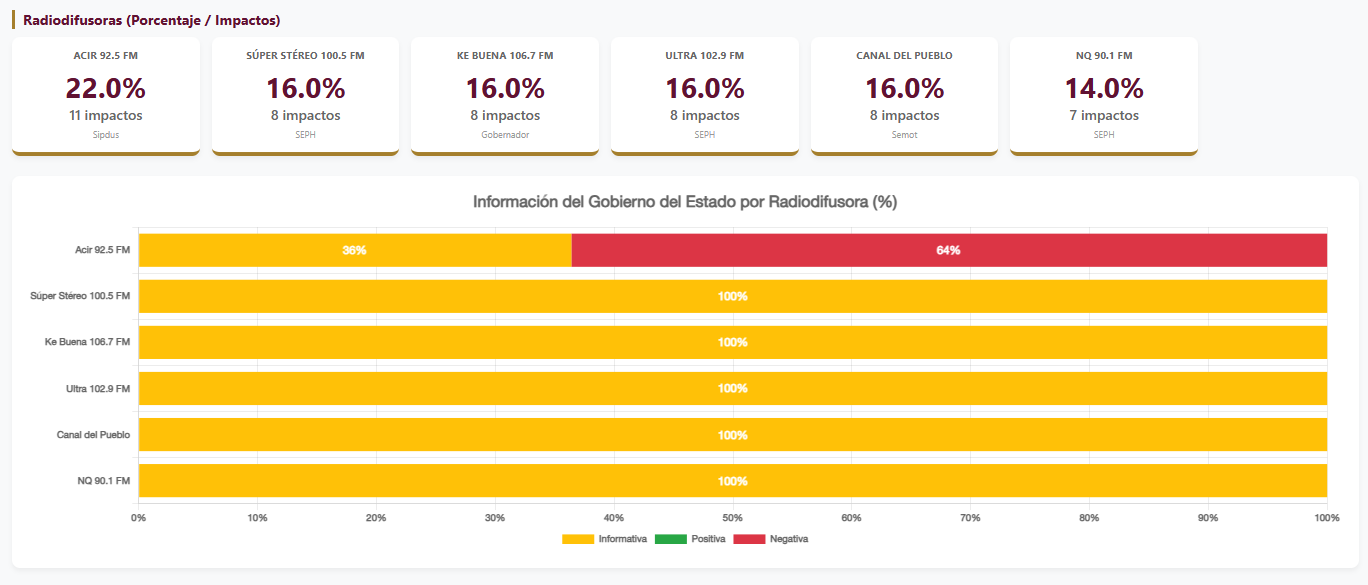 Radiodifusoras (Porcentaje / Impactos)
ACIR 92.5 FM
22.0%
11 impactos
Sipdus
SÚPER STÉREO 100.5 FM
16.0%
8 impactos
SEPH
KE BUENA 106.7 FM
16.0%
8 impactos
Gobernador
ULTRA 102.9 FM
16.0%
8 impactos
SEPH
CANAL DEL PUEBLO
16.0%
8 impactos
Semot
NQ 90.1 FM
14.0%
7 impactos
SEPH
Información del Gobierno del Estado por Radiodifusora (%)
Acir 92.5 FM 36% 64%
Súper Stéreo 100.5 FM 100%
Ke Buena 106.7 FM 100%
Ultra 102.9 FM 100%
Canal del Pueblo 100%
NQ 90.1 FM 100%
0% 10% 20% 30% 40% 50% 60% 70% 80% 90% 100%
Informativa Positiva Negativa